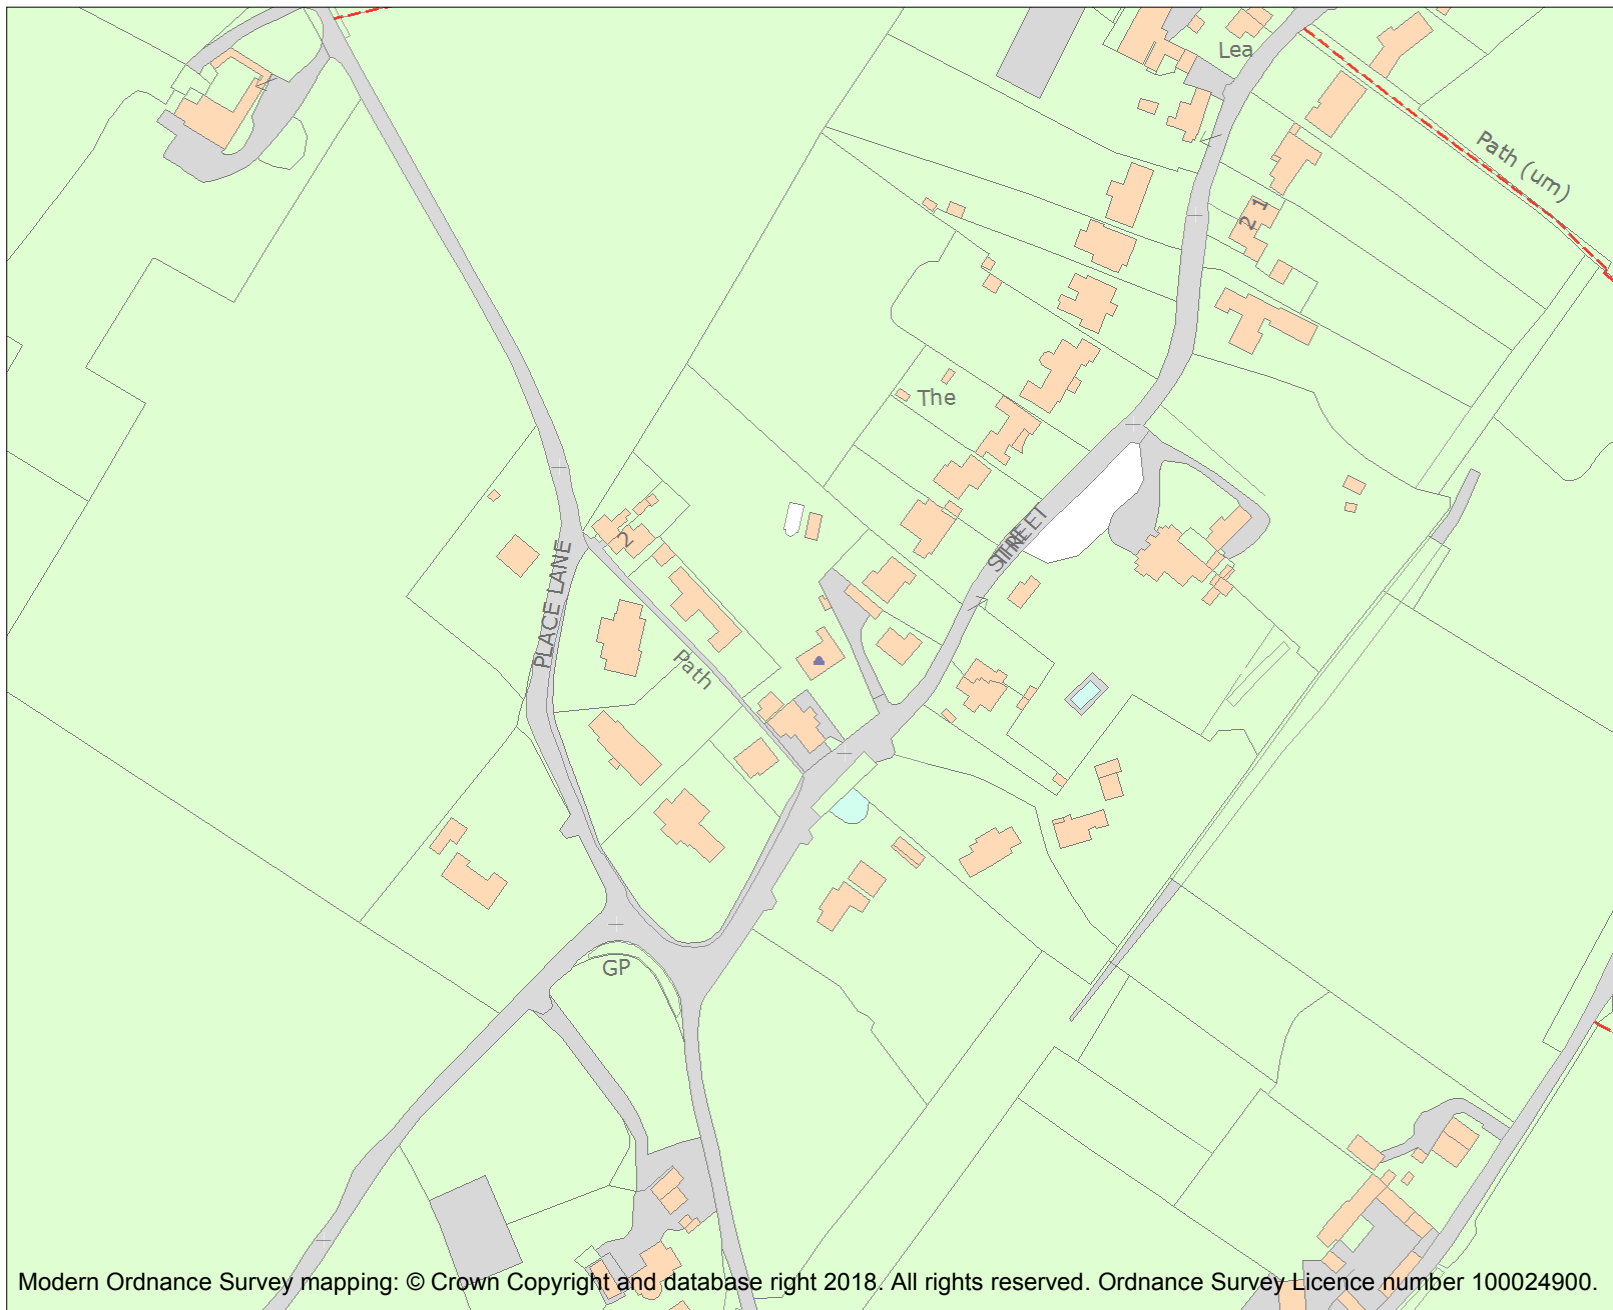 Lea
Path (um)
2 1
The
THE STREET
2
PLACE LANE
Path
GP
Modern Ordnance Survey mapping: © Crown Copyright and database right 2018. All rights reserved. Ordnance Survey Licence number 100024900.